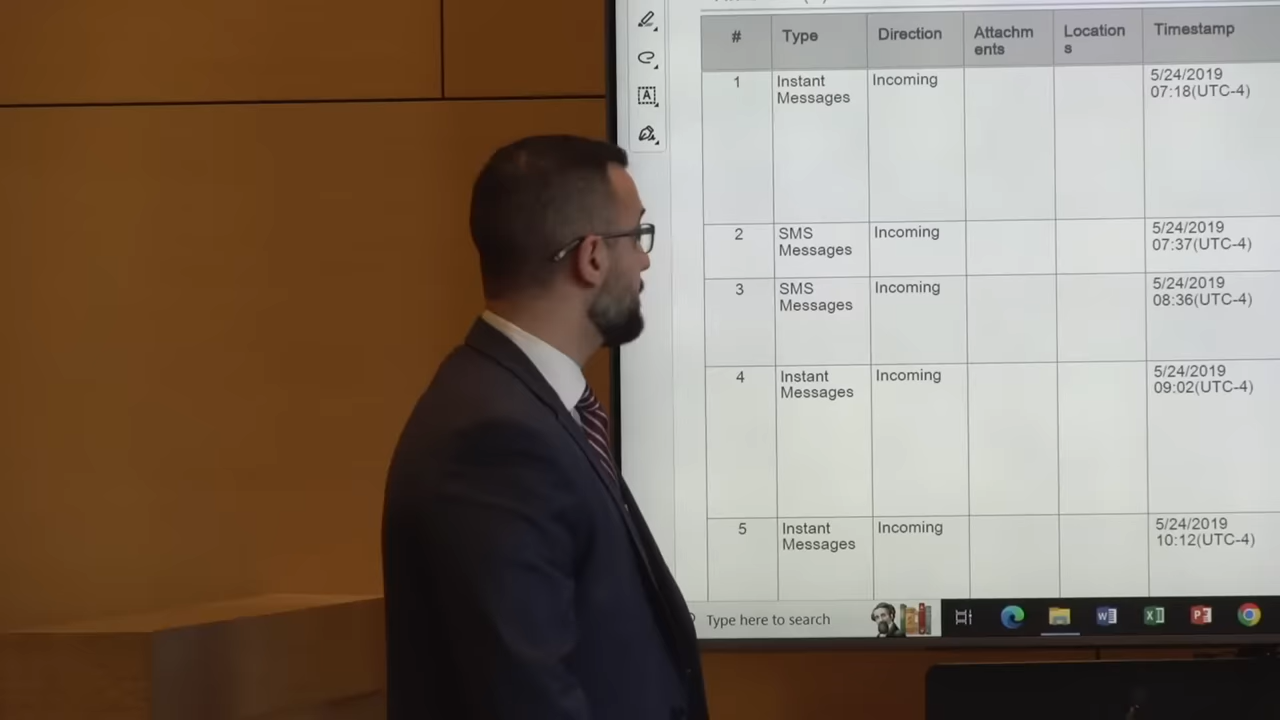 # Type Direction Attachm Location Timestamp
ents s
1 Instant Incoming 5/24/2019
Messages 07:18(UTC-4)
2 SMS Incoming 5/24/2019
Messages 07:37(UTC-4)
3 SMS Incoming 5/24/2019
Messages 08:36(UTC-4)
4 Instant Incoming 5/24/2019
Messages 09:02(UTC-4)
5 Instant Incoming 5/24/2019
Messages 10:12(UTC-4)
Type here to search